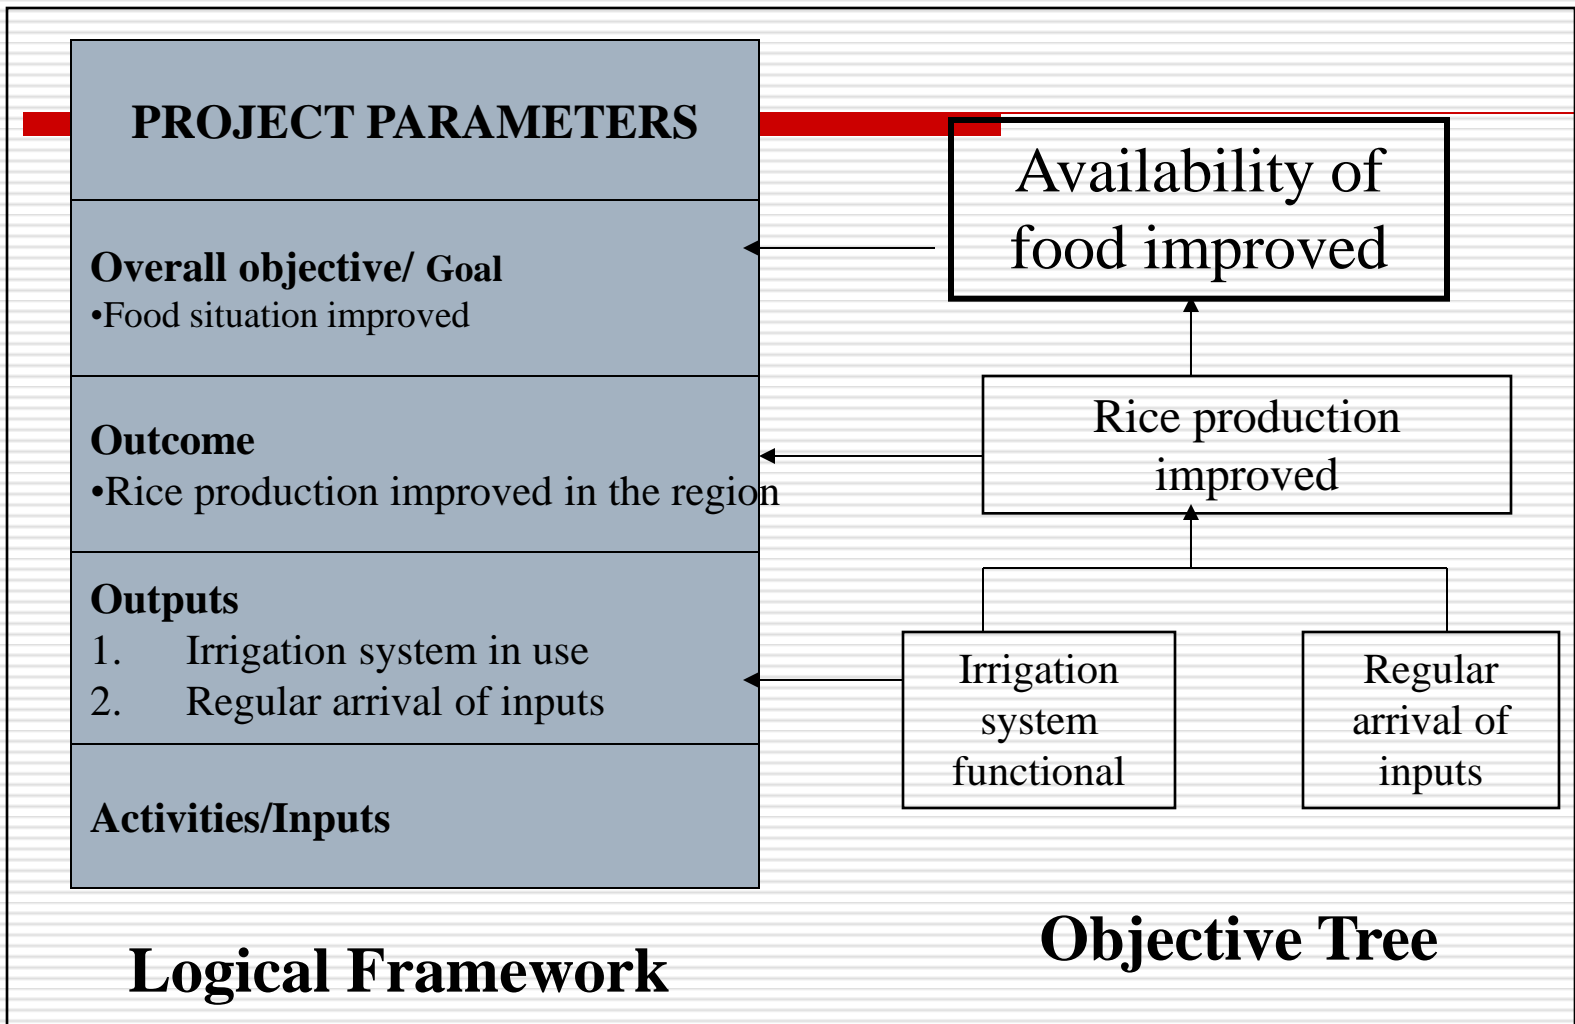 PROJECT PARAMETERS
Overall objective/ Goal
•Food situation improved
Outcome
•Rice production improved in the region
Outputs
1. Irrigation system in use
2. Regular arrival of inputs
Activities/Inputs
Logical Framework
Availability of
food improved
Rice production
improved
Irrigation
system
functional
Regular
arrival of
inputs
Objective Tree